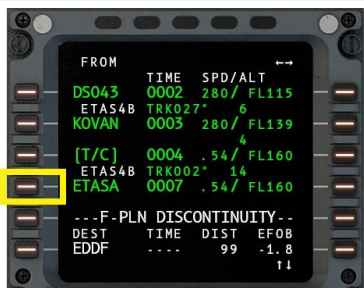 FROM ←→
TIME SPD/ALT
DS043 0002 280/ FL115
ETAS4B TRK027° 6
KOVAN 0003 280/ FL139
4
[T/C] 0004 .54/ FL160
ETAS4B TRK002° 14
ETASA 0007 .54/ FL160
---F-PLN DISCONTINUITY--
DEST TIME DIST EFOB
EDDF ---- 99 -1.8
↑↓